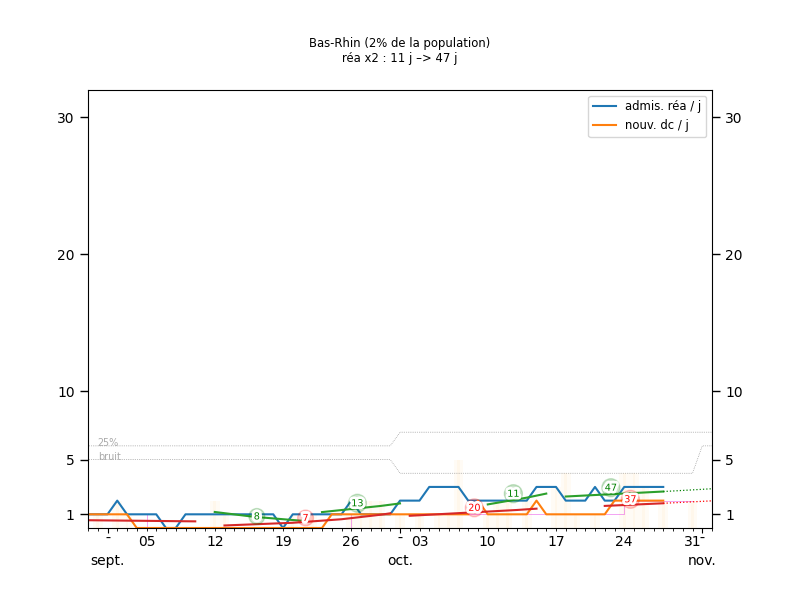 Bas-Rhin (2% de la population)
réa x2 : 11 j –> 47 j
admis. réa / j
nouv. dc / j
30 30
20 20
10 10
25%
bruit
5 5
47
37
11
13
20
8
7
1 1
- 05 12 19 26 - 03 10 17 24 31 -
sept. oct. nov.